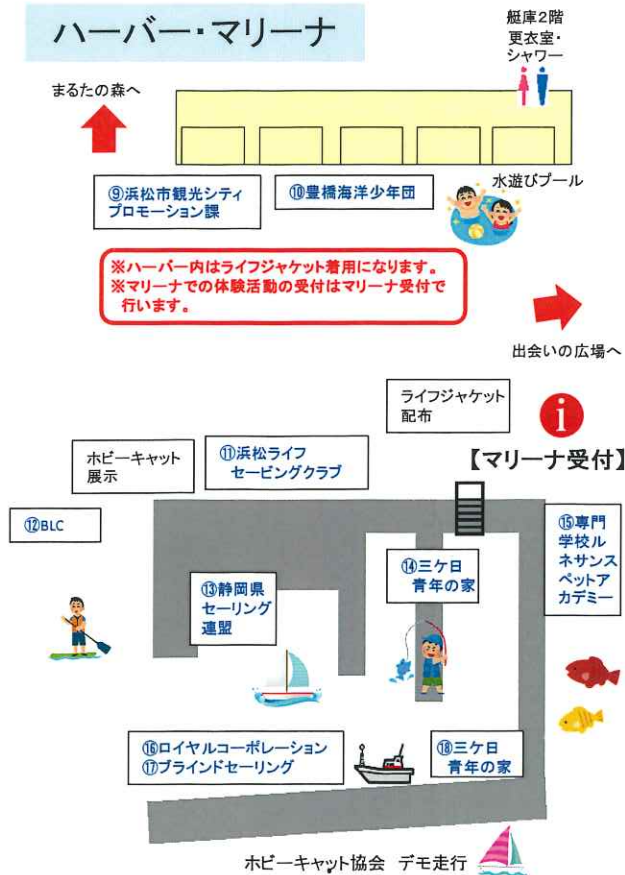 ハーバー・マリーナ
艇庫2階
更衣室・
シャワー
まるたの森へ
水遊びプール
⑨浜松市観光シティ
プロモーション課
⑩豊橋海洋少年団
※ハーバー内はライフジャケット着用になります。
※マリーナでの体験活動の受付はマリーナ受付で
行います。
出会いの広場へ
ライフジャケット
配布
i
【マリーナ受付】
ホビーキャット
展示
⑪浜松ライフ
セービングクラブ
⑫BLC
⑬静岡県
セーリング
連盟
⑭三ケ日
青年の家
⑮専門
学校ル
ネサンス
ペットア
カデミー
⑯ロイヤルコーポレーション
⑰ブラインドセーリング
⑱三ケ日
青年の家
ホビーキャット協会 デモ走行